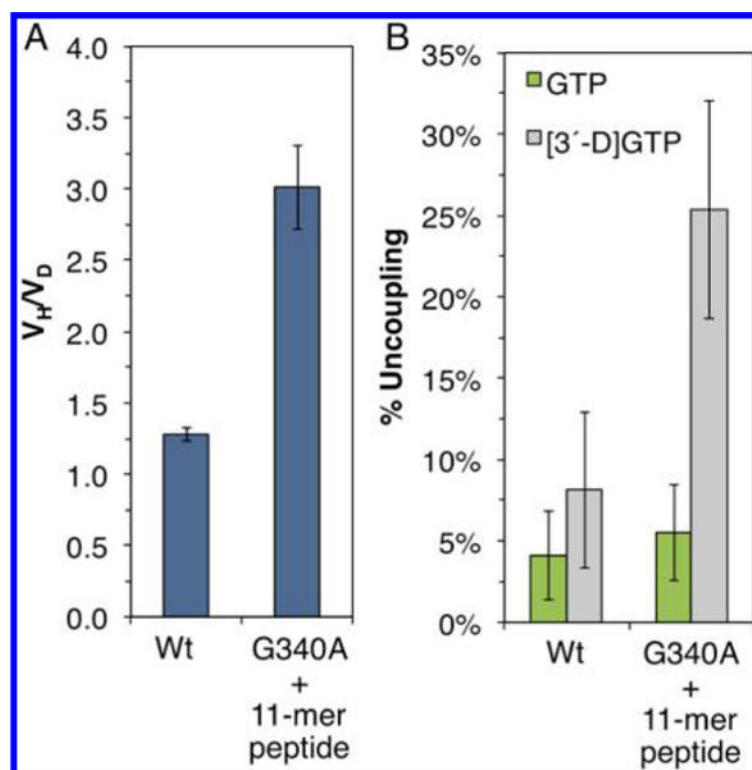 A
4.0
3.5
3.0
2.5
2.0
1.5
1.0
0.5
0.0
VH/VD
Wt
G340A
+
11-mer
peptide
B
35%
30%
25%
20%
15%
10%
5%
0%
% Uncoupling
GTP
[3´-D]GTP
Wt
G340A
+
11-mer
peptide